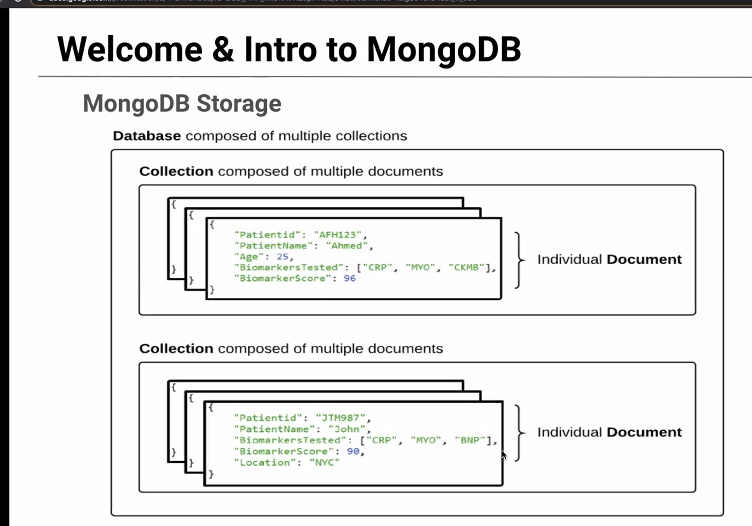 Welcome & Intro to MongoDB
MongoDB Storage
Database composed of multiple collections
Collection composed of multiple documents
{
{
{
"Patientid": "AFH123",
"PatientName": "Ahmed",
"Age": 25,
"BiomarkersTested": ["CRP", "MYO", "CKMB"],
"BiomarkerScore": 96
}
}
}
Individual Document
Collection composed of multiple documents
{
{
{
"Patientid": "JTM987",
"PatientName": "John",
"BiomarkersTested": ["CRP", "MYO", "BNP"],
"BiomarkerScore": 90,
"Location": "NYC"
}
}
}
Individual Document